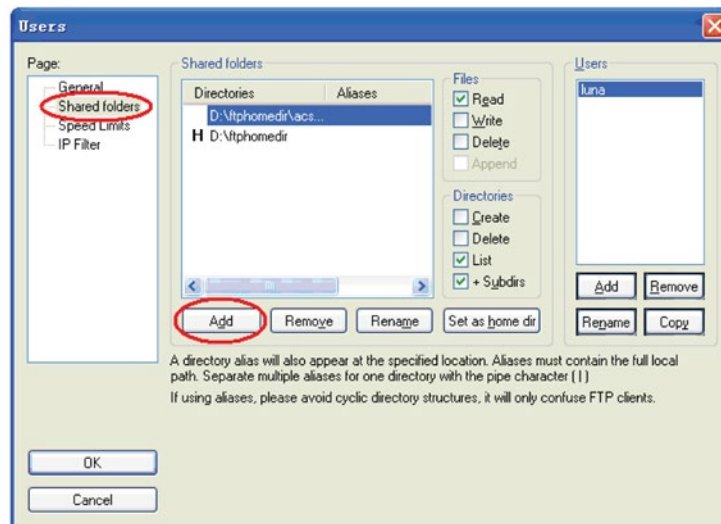 Users
Page:
General
Shared folders
Speed Limits
IP Filter
Shared folders
Directories Aliases
D:\ftphomedir\acs...
H D:\ftphomedir
Add Remove Rename Set as home dir
Files
Read
Write
Delete
Append
Directories
Create
Delete
List
+ Subdirs
Users
luna
Add Remove
Rename Copy
A directory alias will also appear at the specified location. Aliases must contain the full local
path. Separate multiple aliases for one directory with the pipe character ( | )
If using aliases, please avoid cyclic directory structures, it will only confuse FTP clients.
OK
Cancel